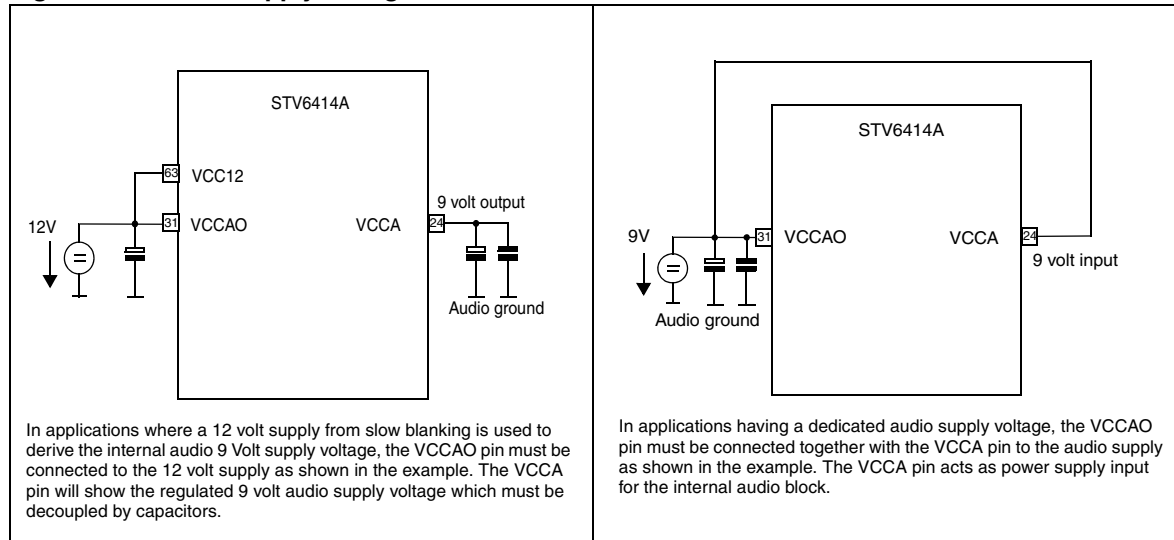 STV6414A
63
VCC12
12V
31
VCCAO
VCCA
24
9 volt output
Audio ground
In applications where a 12 volt supply from slow blanking is used to
derive the internal audio 9 Volt supply voltage, the VCCAO pin must be
connected to the 12 volt supply as shown in the example. The VCCA
pin will show the regulated 9 volt audio supply voltage which must be
decoupled by capacitors.
STV6414A
9V
31
VCCAO
VCCA
24
9 volt input
Audio ground
In applications having a dedicated audio supply voltage, the VCCAO
pin must be connected together with the VCCA pin to the audio supply
as shown in the example. The VCCA pin acts as power supply input
for the internal audio block.